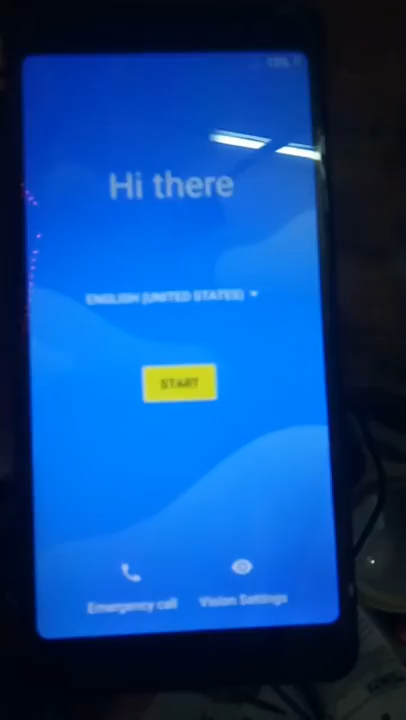 Hi there
ENGLISH (UNITED STATES)
START
Emergency call
Vision Settings